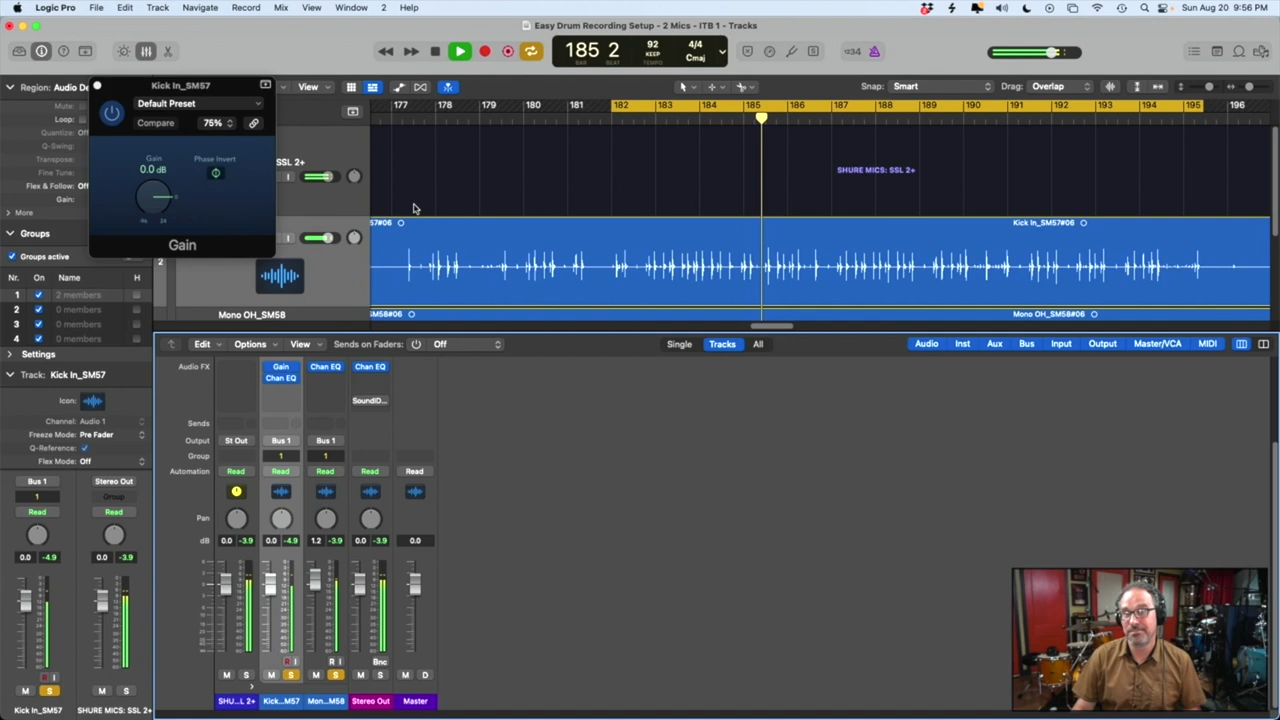 Logic Pro File Edit Track Navigate Record Mix View Window 2 Help Sun Aug 20 9:56 PM
Easy Drum Recording Setup - 2 Mics - ITB 1 - Tracks
185 2 92 4/4
BAR BEAT KEEP TEMPO Cmaj
Region: Audio De
Kick In_SM57
View
Snap: Smart Drag: Overlap
Default Preset
Compare 75%
Gain
0.0 dB
Phase Invert
Gain
Mute:
Loop:
Quantize: Off
Q-Swing:
Transpose:
Fine Tune:
Flex & Follow: Off
Gain:
More
177 178 179 180 181 182 183 184 185 186 187 188 189 190 191 192 193 194 195 196
SSL 2+
SHURE MICS: SSL 2+
57#06 Kick In_SM57#06
2
Mono OH_SM58
SM58#06 Mono OH_SM58#06
Groups
Groups active
Nr. On Name H
1 2 members
2 0 members
3 0 members
4 0 members
Settings
Track: Kick In_SM57
Icon:
Channel: Audio 1
Freeze Mode: Pre Fader
Q-Reference:
Flex Mode: Off
Bus 1 Stereo Out
1 Group
Read Read
0.0 -4.9 0.0 -3.9
R I
M S M S
Kick In_SM57 SHURE MICS: SSL 2+
Edit Options View Sends on Faders: Off Single Tracks All Audio Inst Aux Bus Input Output Master/VCA MIDI
Audio FX Gain Chan EQ Chan EQ
Chan EQ
SoundID...
Sends
Output St Out Bus 1 Bus 1
Group 1 1
Automation Read Read Read Read Read
Pan
dB 0.0 -3.9 0.0 -4.9 1.2 -3.9 0.0 -3.9 0.0
R I R I Bnc
M S M S M S M S M D
SHU...L 2+ Kick...M57 Mon...M58 Stereo Out Master